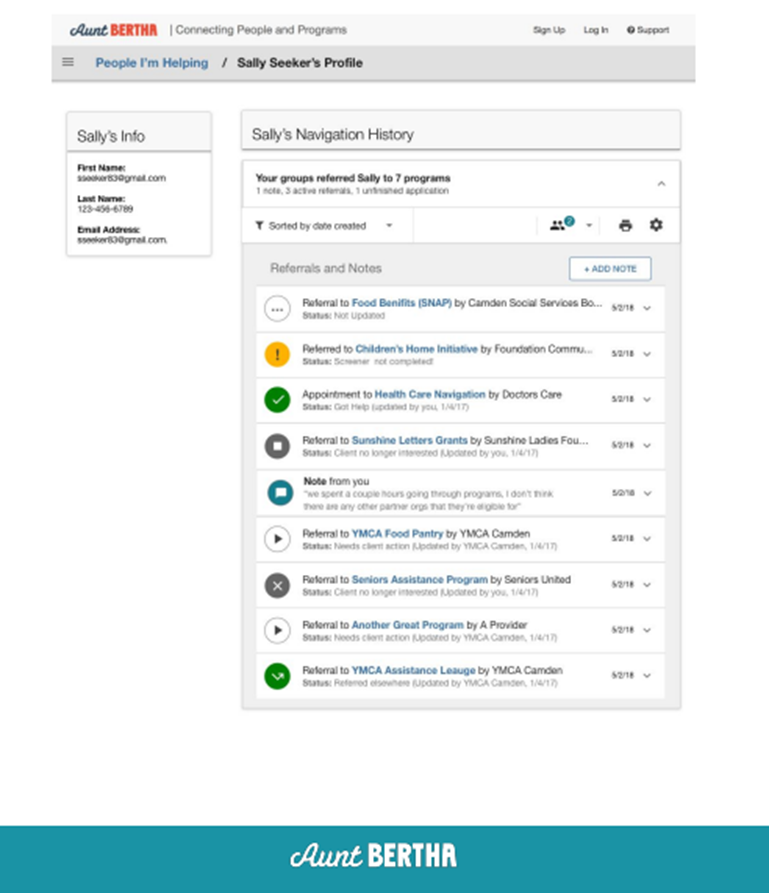 Aunt BERTHA | Connecting People and Programs
Sign Up Log In Support
People I'm Helping / Sally Seeker's Profile
Sally's Info
First Name:
sseeker83@gmail.com
Last Name:
123-456-6789
Email Address:
sseeker83@gmail.com.
Sally's Navigation History
Your groups referred Sally to 7 programs
1 note, 3 active referrals, 1 unfinished application
Sorted by date created
2
Referrals and Notes
+ ADD NOTE
Referral to Food Benifits (SNAP) by Camden Social Services Bo... 5/2/18
Status: Not Updated
Referred to Children's Home Initiative by Foundation Commu... 5/2/18
Status: Screener not completed!
Appointment to Health Care Navigation by Doctors Care 5/2/18
Status: Got Help (updated by you, 1/4/17)
Referral to Sunshine Letters Grants by Sunshine Ladies Fou... 5/2/18
Status: Client no longer interested (Updated by you, 1/4/17)
Note from you 5/2/18
"we spent a couple hours going through programs, I don't think
there are any other partner orgs that they're eligible for"
Referral to YMCA Food Pantry by YMCA Camden 5/2/18
Status: Needs client action (Updated by YMCA Camden, 1/4/17)
Referral to Seniors Assistance Program by Seniors United 5/2/18
Status: Client no longer interested (Updated by you, 1/4/17)
Referral to Another Great Program by A Provider 5/2/18
Status: Needs client action (Updated by YMCA Camden, 1/4/17)
Referral to YMCA Assistance Leauge by YMCA Camden 5/2/18
Status: Referred elsewhere (Updated by YMCA Camden, 1/4/17)
Aunt BERTHA